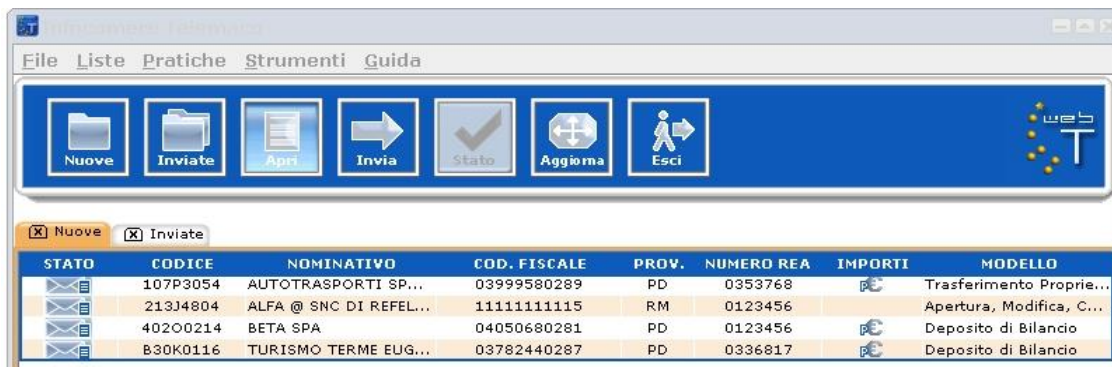 File Liste Pratiche Strumenti Guida
Nuove Inviate Apri Invia Stato Aggiorna Esci
web T
Nuove Inviate
STATO CODICE NOMINATIVO COD. FISCALE PROV. NUMERO REA IMPORTI MODELLO
107P3054 AUTOTRASPORTI SP... 03999580289 PD 0353768 Trasferimento Proprie...
213J4804 ALFA @ SNC DI REFEL... 11111111115 RM 0123456 Apertura, Modifica, C...
402O0214 BETA SPA 04050680281 PD 0123456 Deposito di Bilancio
B30K0116 TURISMO TERME EUG... 03782440287 PD 0336817 Deposito di Bilancio